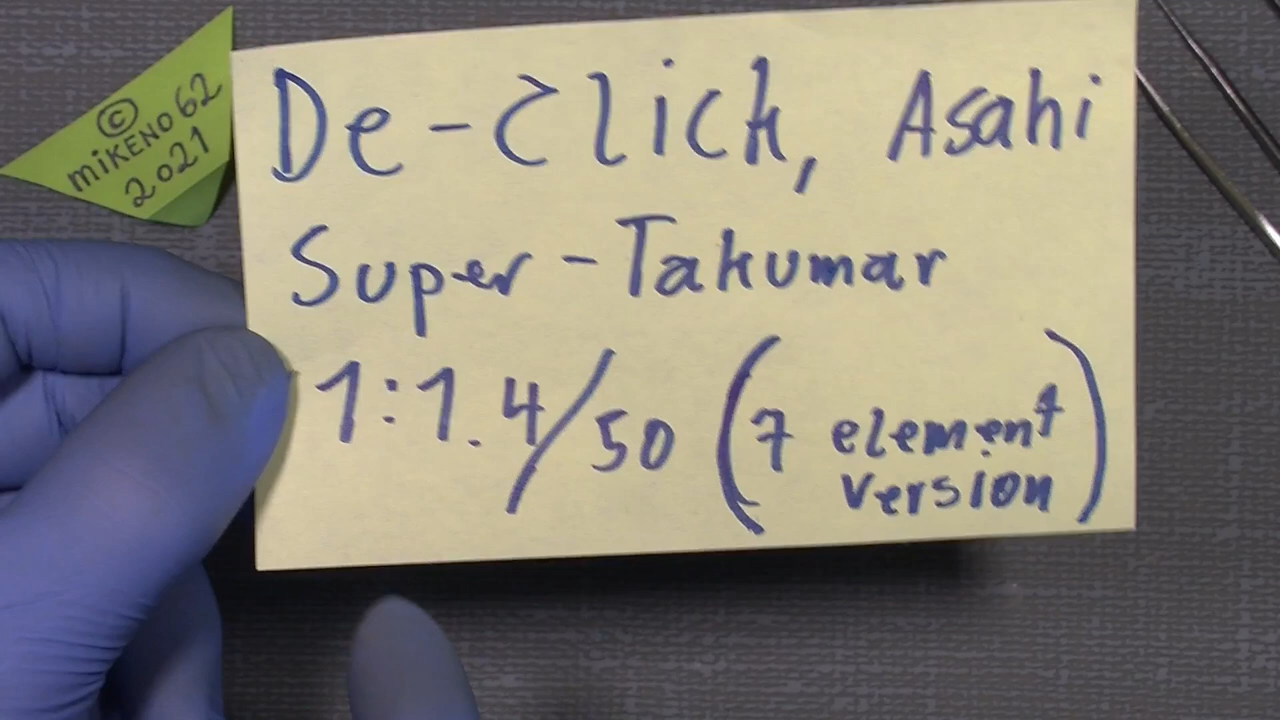 © miKENO62
2021
De-Click, Asahi
Super-Takumar
1:1.4/50 (7 element
version)